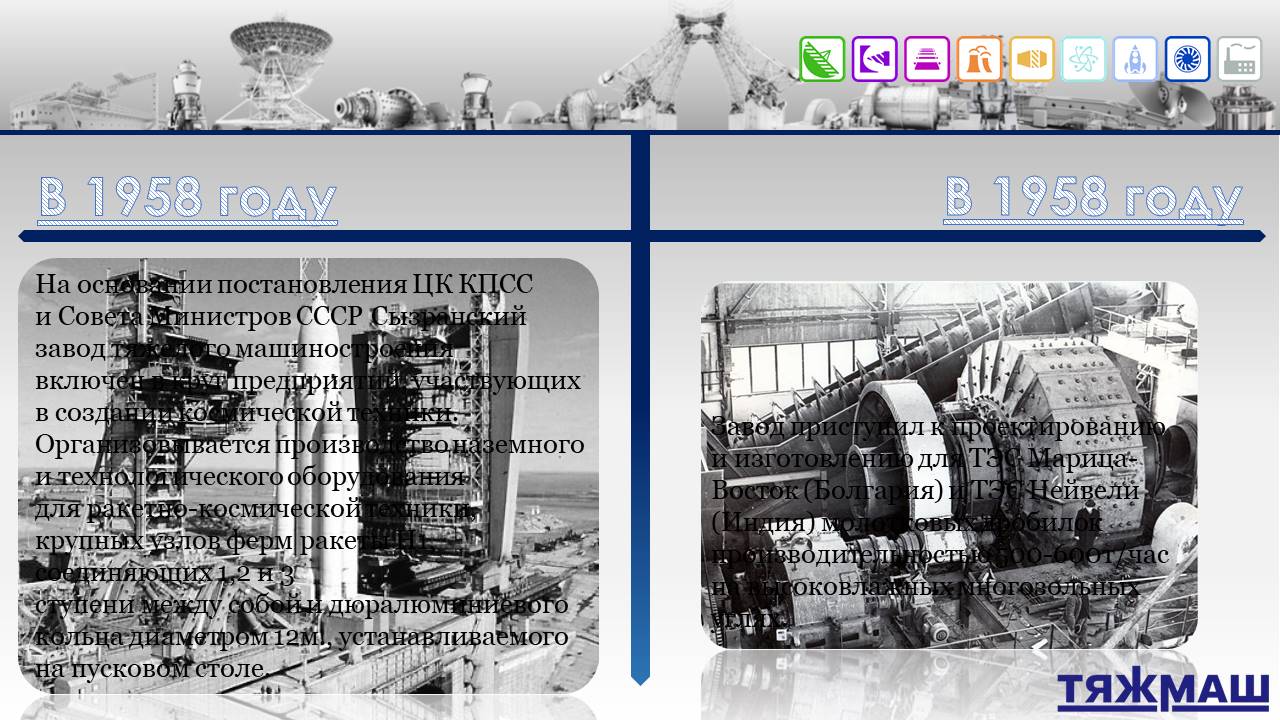 В 1958 году
На основании постановления ЦК КПСС
и Совета Министров СССР Сызранский
завод тяжелого машиностроения
включен в круг предприятий, участвующих
в создании космической техники.
Организовывается производство наземного
и технологического оборудования
для ракетно-космической техники,
крупных узлов ферм ракеты Н1,
соединяющих 1,2 и 3
ступени между собой и дюралюминиевого
кольца диаметром 12м., устанавливаемого
на пусковом столе.
В 1958 году
Завод приступил к проектированию
и изготовлению для ТЭС Марица-
Восток (Болгария) и ТЭС Нейвели
(Индия) молотковых дробилок
производительностью 500-600т/час
на высоковлажных многозольных
углях.
ТЯЖМАШ